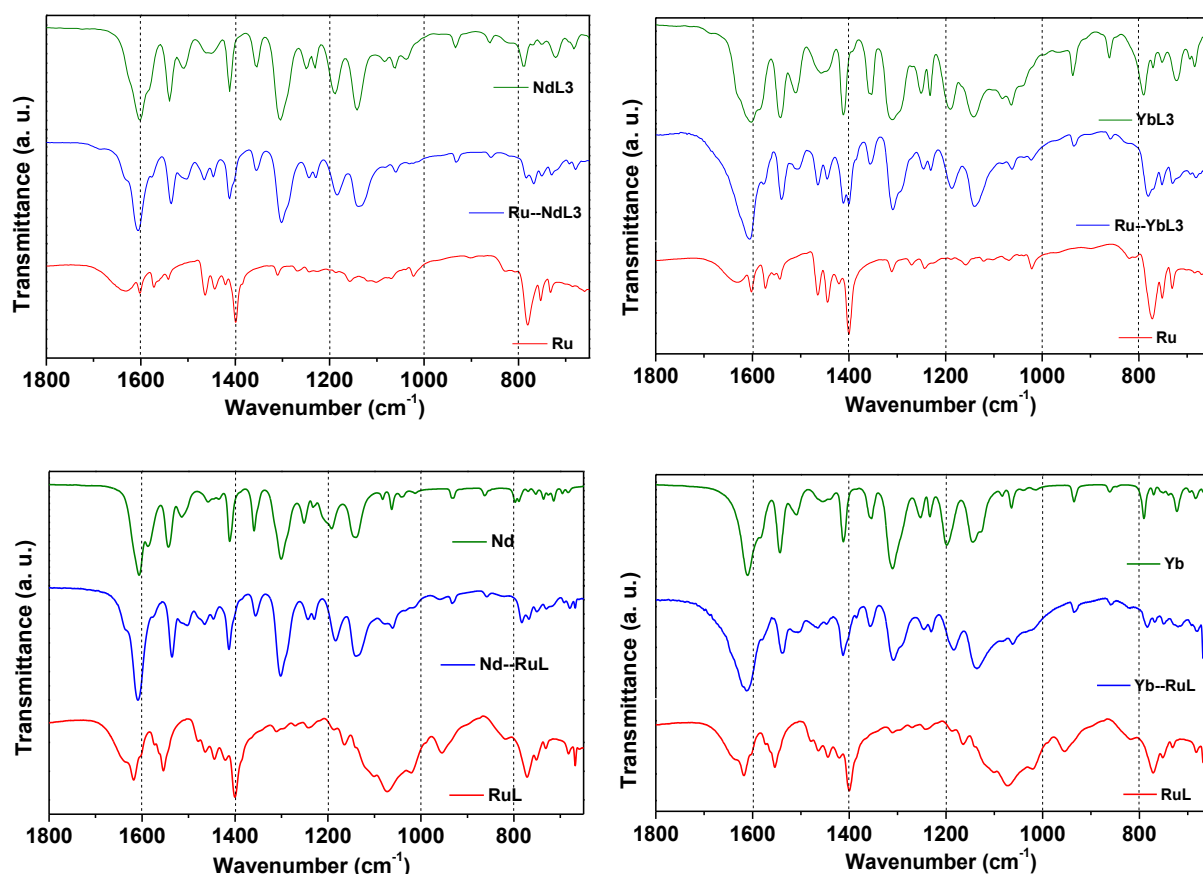 Transmittance (a. u.)
NdL3
Ru--NdL3
Ru
1800 1600 1400 1200 1000 800
Wavenumber (cm-1)
Transmittance (a. u.)
YbL3
Ru--YbL3
Ru
1800 1600 1400 1200 1000 800
Wavenumber (cm-1)
Transmittance (a. u.)
Nd
Nd--RuL
RuL
1800 1600 1400 1200 1000 800
Wavenumber (cm-1)
Transmittance (a. u.)
Yb
Yb--RuL
RuL
1800 1600 1400 1200 1000 800
Wavenumber (cm-1)